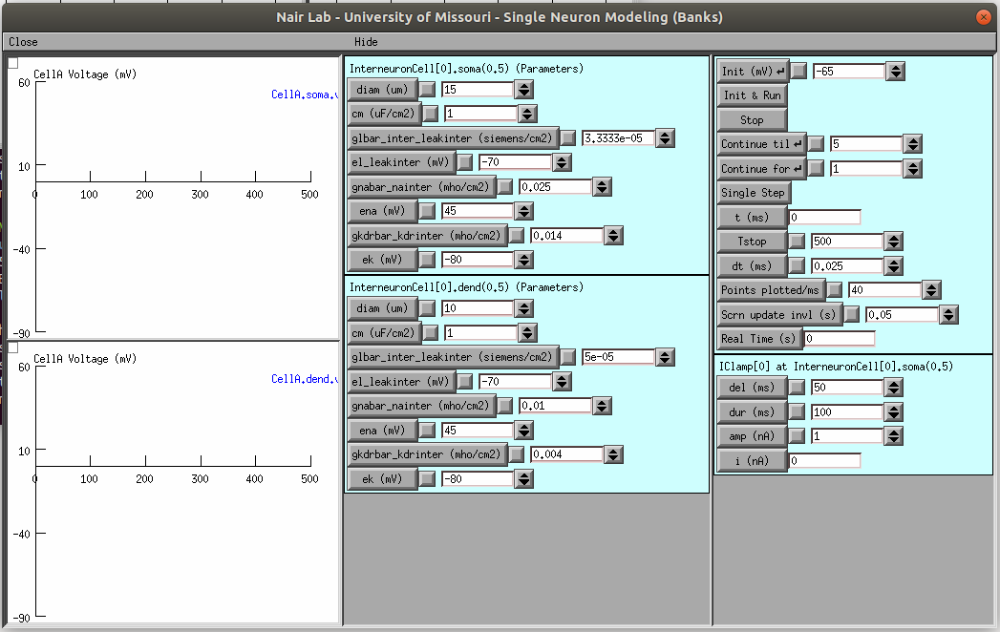 Nair Lab - University of Missouri - Single Neuron Modeling (Banks)
Close Hide
CellA Voltage (mV)
60
CellA.soma.v
10
0 100 200 300 400 500
-40
-90
CellA Voltage (mV)
60
CellA.dend.v
10
0 100 200 300 400 500
-40
-90
InterneuronCell[0].soma(0.5) (Parameters)
diam (um) 15
cm (uF/cm2) 1
glbar_inter_leakinter (siemens/cm2) 3.3333e-05
el_leakinter (mV) -70
gnabar_nainter (mho/cm2) 0.025
ena (mV) 45
gkdrbar_kdrinter (mho/cm2) 0.014
ek (mV) -80
InterneuronCell[0].dend(0.5) (Parameters)
diam (um) 10
cm (uF/cm2) 1
glbar_inter_leakinter (siemens/cm2) 5e-05
el_leakinter (mV) -70
gnabar_nainter (mho/cm2) 0.01
ena (mV) 45
gkdrbar_kdrinter (mho/cm2) 0.004
ek (mV) -80
Init (mV) ↵ -65
Init & Run
Stop
Continue til ↵ 5
Continue for ↵ 1
Single Step
t (ms) 0
Tstop 500
dt (ms) 0.025
Points plotted/ms 40
Scrn update invl (s) 0.05
Real Time (s) 0
IClamp[0] at InterneuronCell[0].soma(0.5)
del (ms) 50
dur (ms) 100
amp (nA) 1
i (nA) 0